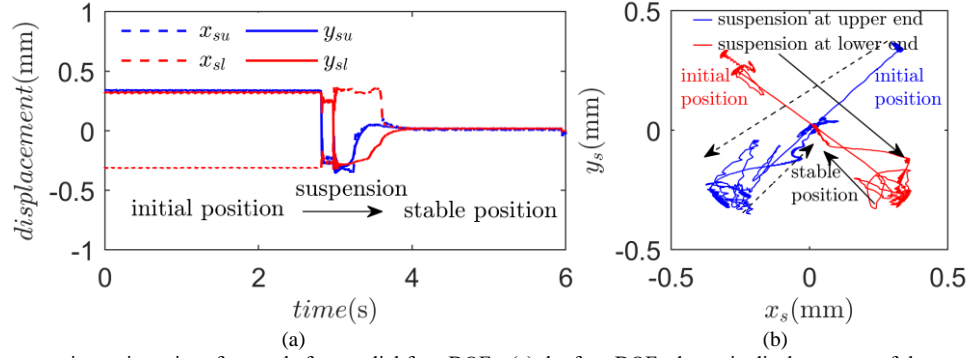 x_su y_su
x_sl y_sl
displacement(mm)
1
0.5
0
-0.5
-1
suspension
initial position
stable position
0 2 4 6
time(s)
(a)
suspension at upper end
suspension at lower end
y_s(mm)
0.5
0
-0.5
initial
position
initial
position
stable
position
-0.5 0 0.5
x_s(mm)
(b)